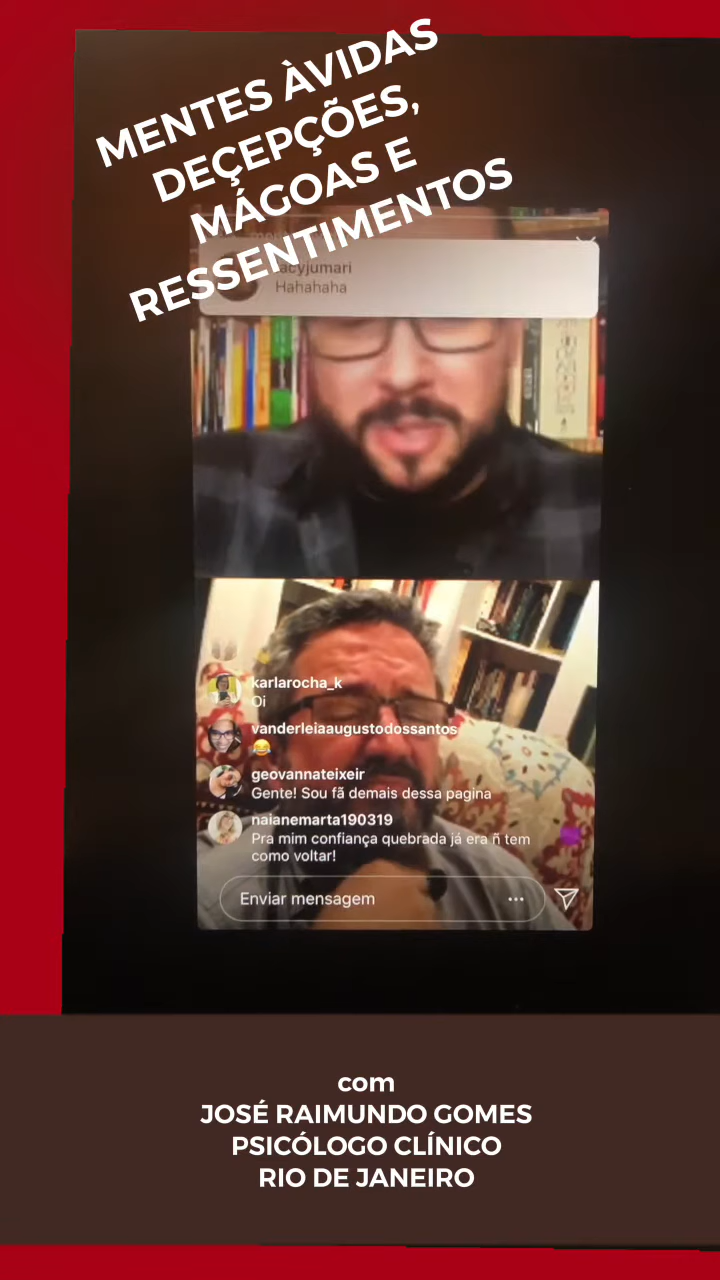 MENTES ÀVIDAS
DEÇEPÇÕES,
MÁGOAS E
RESSENTIMENTOS
acyjumari
Hahahaha
karlarocha_k
Oi
vanderleiaaugustodossantos
😂
geovannateixeir
Gente! Sou fã demais dessa pagina
naianemarta190319
Pra mim confiança quebrada já era ñ tem
como voltar!
Enviar mensagem
com
JOSÉ RAIMUNDO GOMES
PSICÓLOGO CLÍNICO
RIO DE JANEIRO